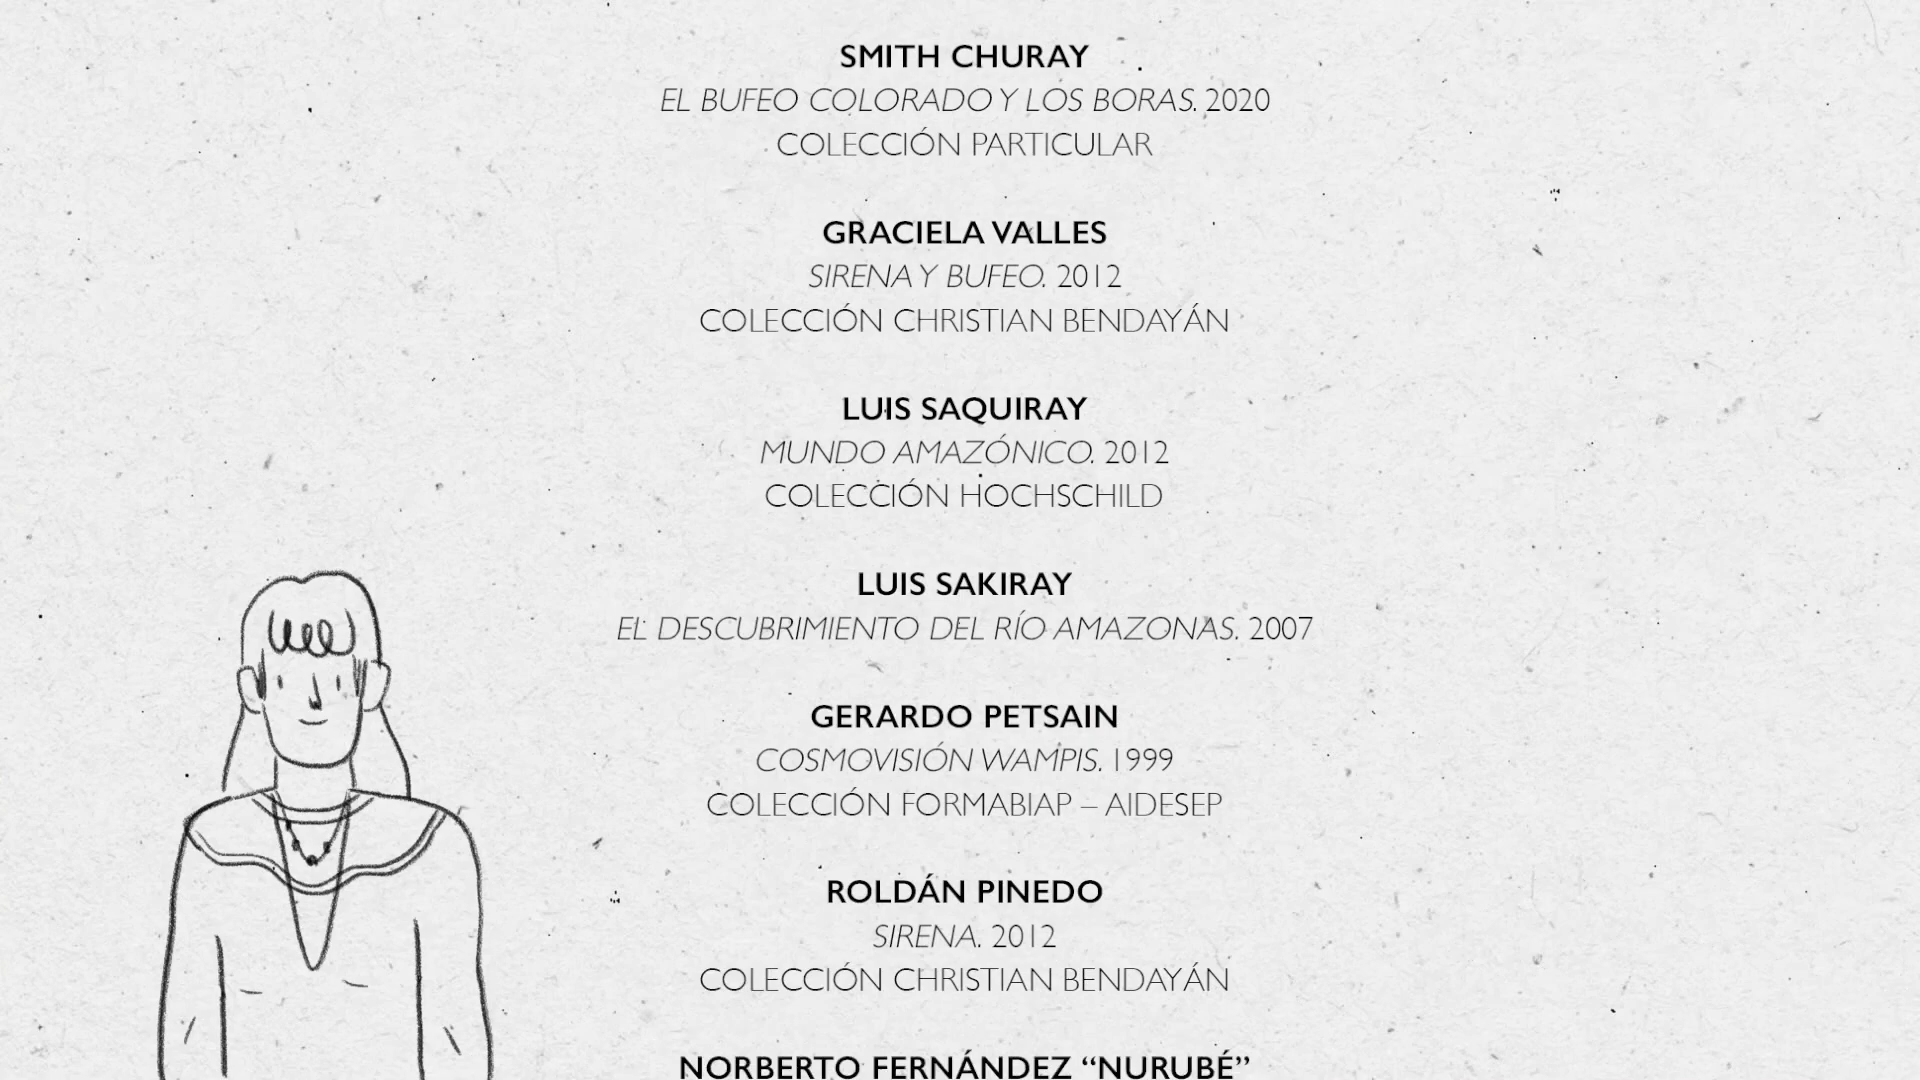 SMITH CHURAY
EL BUFEO COLORADO Y LOS BORAS. 2020
COLECCIÓN PARTICULAR
GRACIELA VALLES
SIRENA Y BUFEO. 2012
COLECCIÓN CHRISTIAN BENDAYÁN
LUIS SAQUIRAY
MUNDO AMAZÓNICO. 2012
COLECCIÓN HOCHSCHILD
LUIS SAKIRAY
EL DESCUBRIMIENTO DEL RÍO AMAZONAS. 2007
GERARDO PETSAIN
COSMOVISIÓN WAMPIS. 1999
COLECCIÓN FORMABIAP – AIDESEP
ROLDÁN PINEDO
SIRENA. 2012
COLECCIÓN CHRISTIAN BENDAYÁN
NORBERTO FERNÁNDEZ “NURUBÉ”